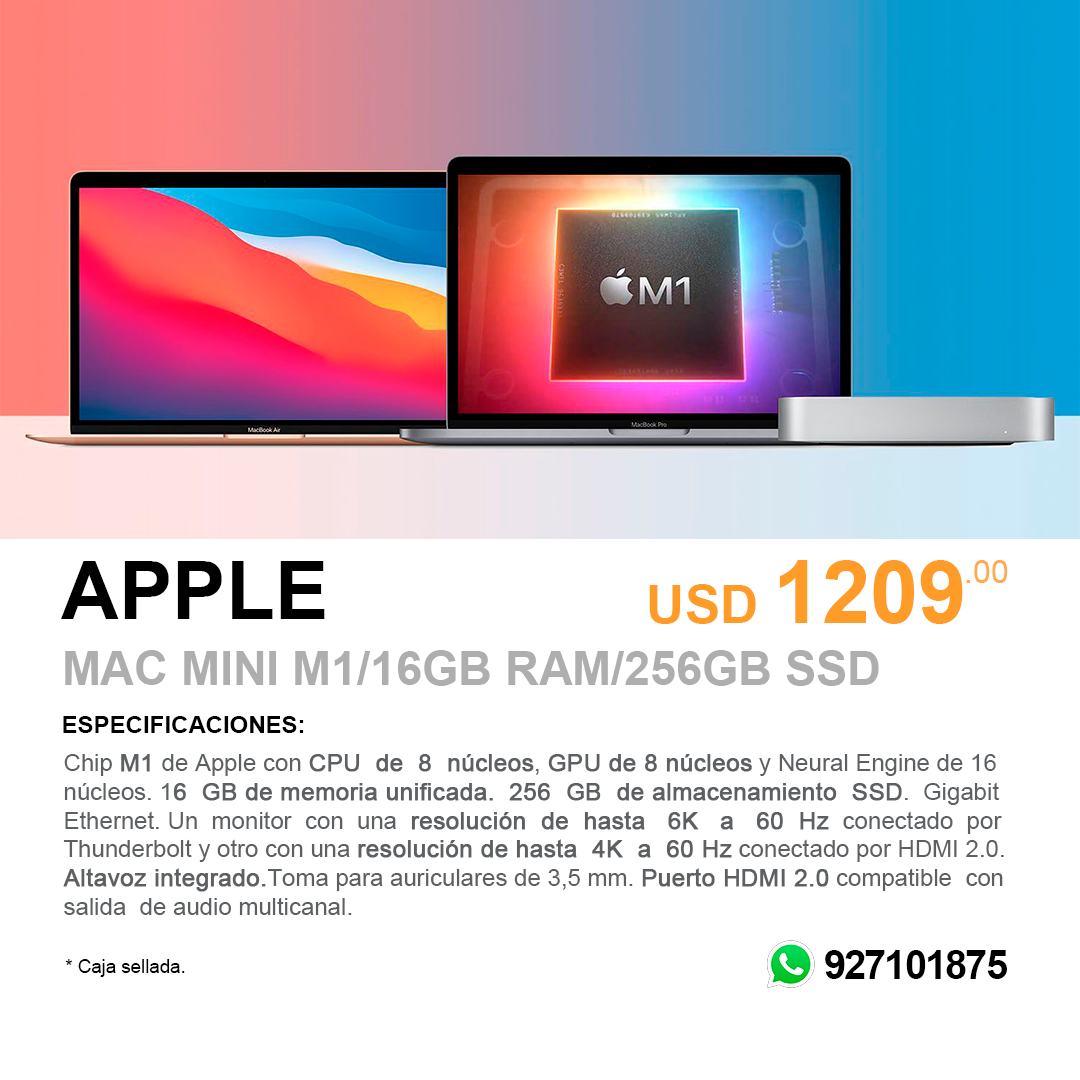 M1
MacBook Air
MacBook Pro
APPLE
USD 1209.00
MAC MINI M1/16GB RAM/256GB SSD
ESPECIFICACIONES:
Chip M1 de Apple con CPU de 8 núcleos, GPU de 8 núcleos y Neural Engine de 16
núcleos. 16 GB de memoria unificada. 256 GB de almacenamiento SSD. Gigabit
Ethernet. Un monitor con una resolución de hasta 6K a 60 Hz conectado por
Thunderbolt y otro con una resolución de hasta 4K a 60 Hz conectado por HDMI 2.0.
Altavoz integrado.Toma para auriculares de 3,5 mm. Puerto HDMI 2.0 compatible con
salida de audio multicanal.
* Caja sellada.
927101875